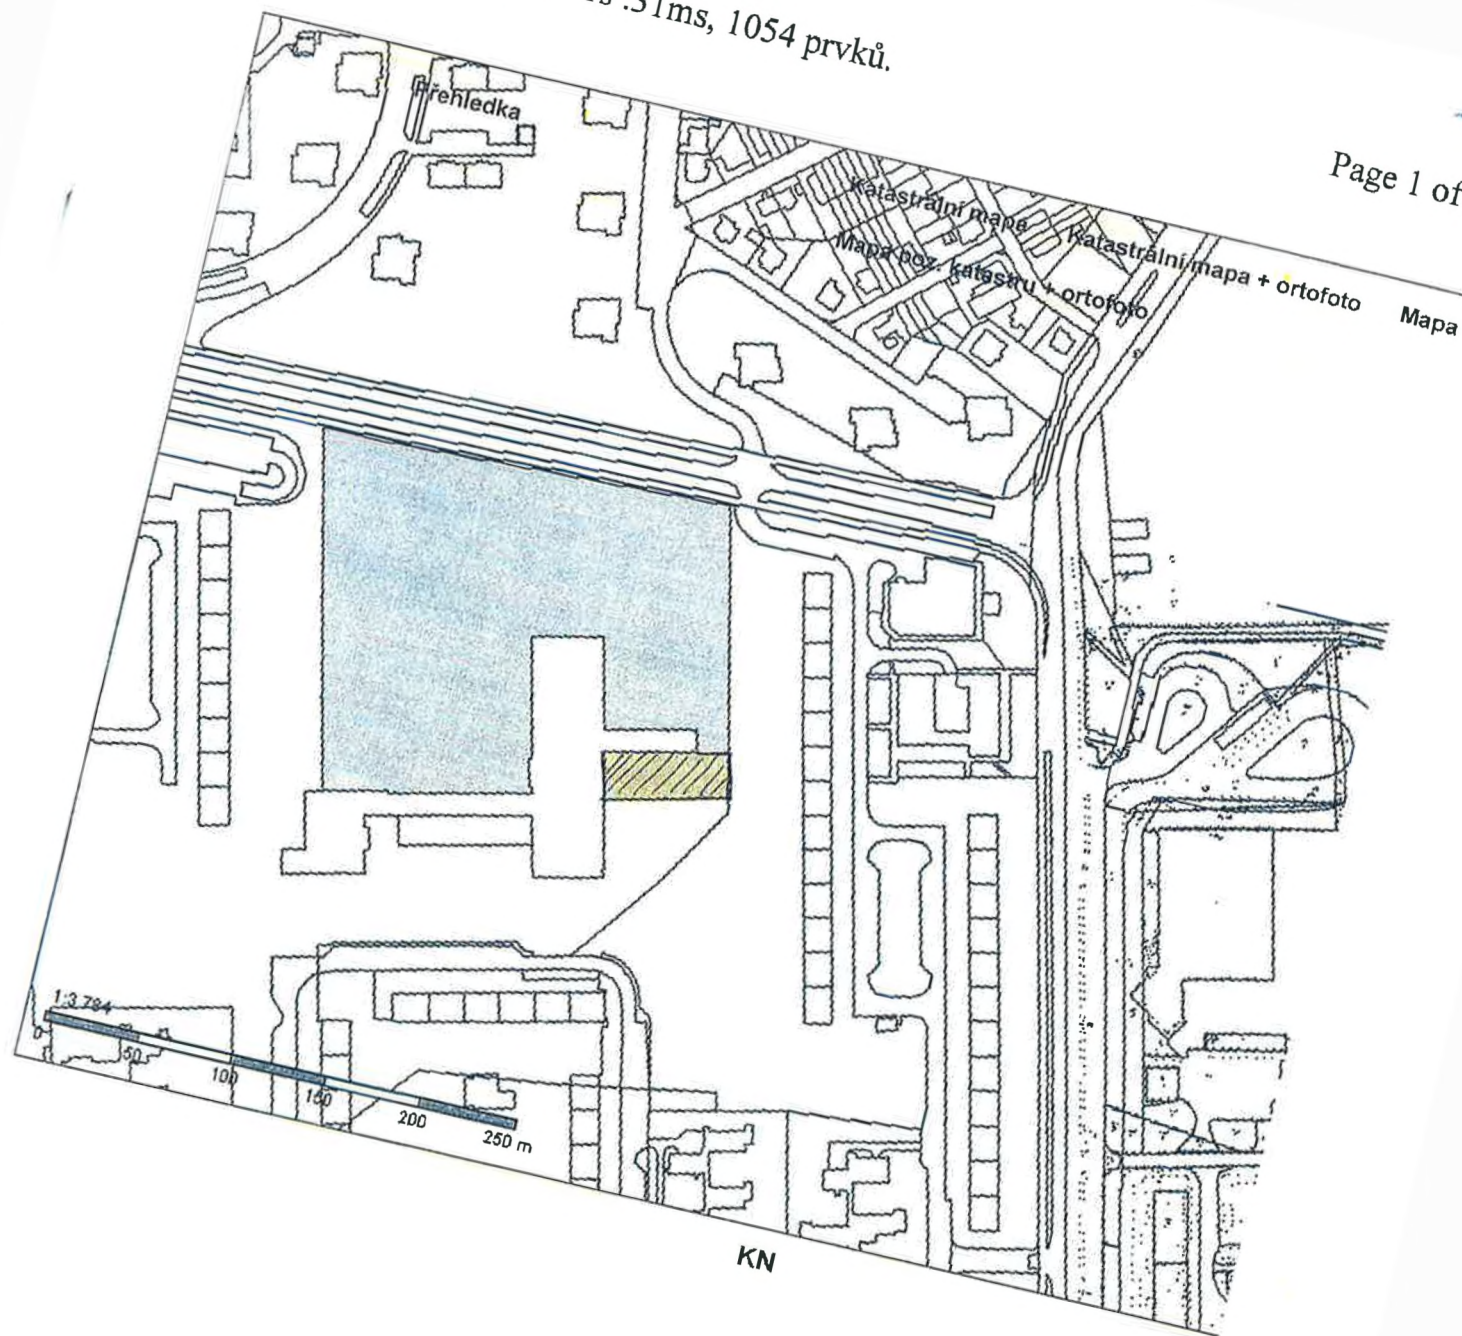 1054 prvků.
Page 1 of
Přehledka
Katastrální mapa
Katastrální mapa + ortofoto
Mapa
Mapa poz. katastru + ortofoto
1:3 784
50
100
150
200
250 m
KN